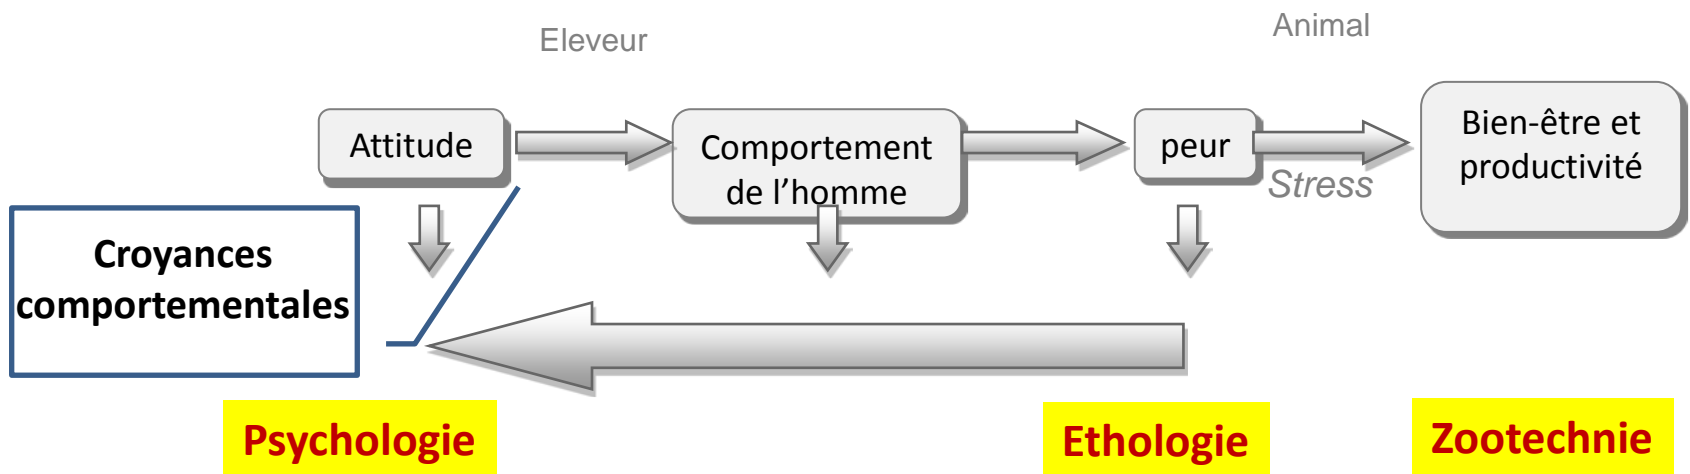 Eleveur
Animal
Attitude
Comportement
de l’homme
peur
Stress
Bien-être et
productivité
Croyances
comportementales
Psychologie
Ethologie
Zootechnie